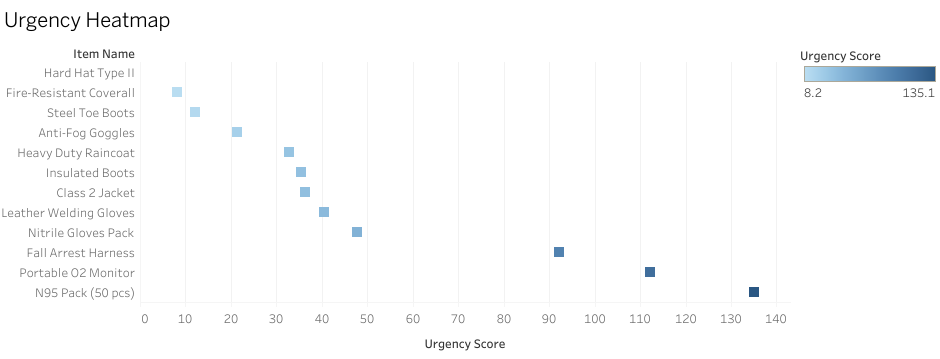 Urgency Heatmap
Item Name
Hard Hat Type II
Fire-Resistant Coverall
Steel Toe Boots
Anti-Fog Goggles
Heavy Duty Raincoat
Insulated Boots
Class 2 Jacket
Leather Welding Gloves
Nitrile Gloves Pack
Fall Arrest Harness
Portable O2 Monitor
N95 Pack (50 pcs)
0 10 20 30 40 50 60 70 80 90 100 110 120 130 140
Urgency Score
Urgency Score
8.2 135.1